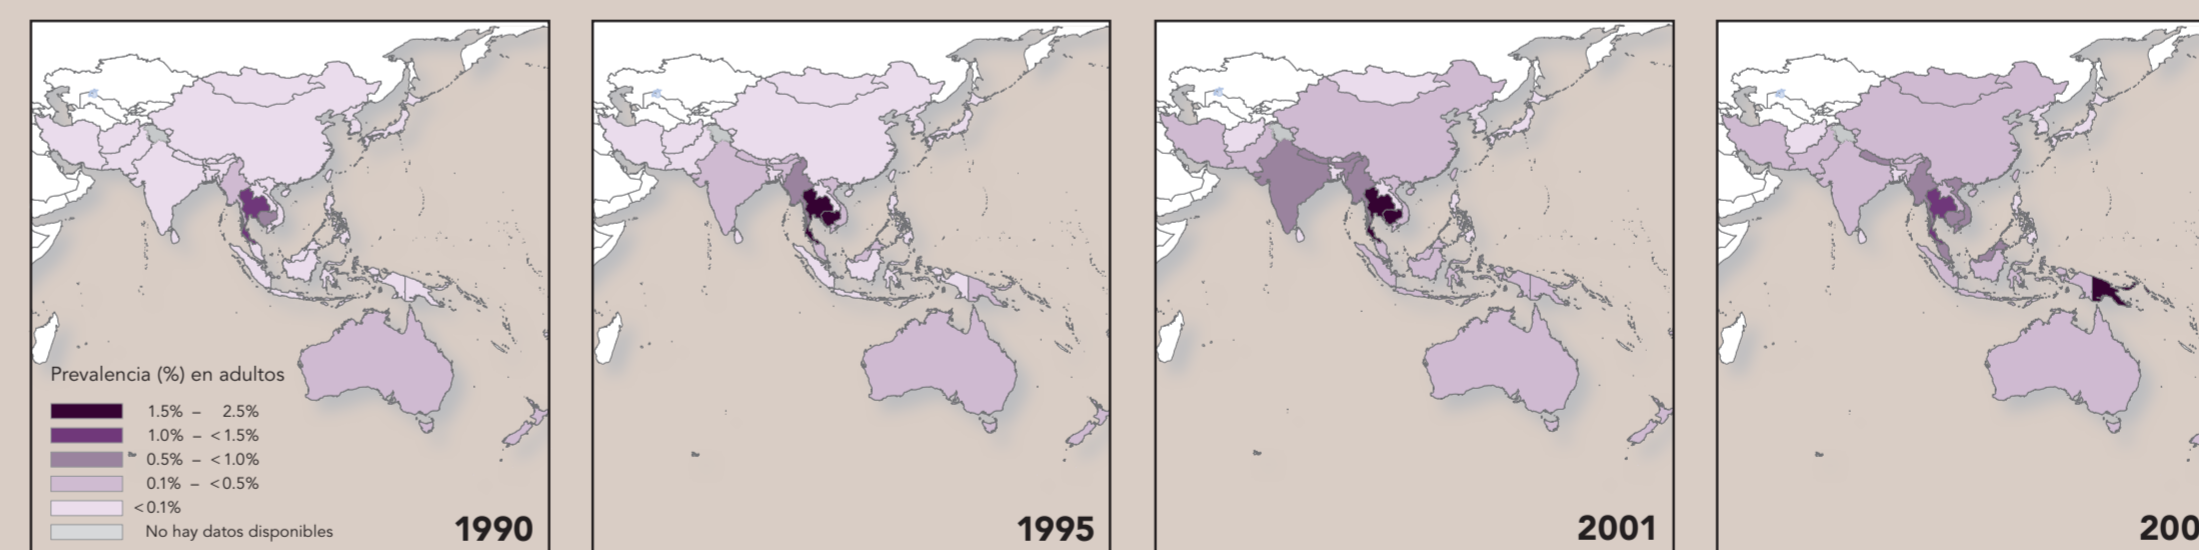 Prevalencia (%) en adultos
1.5% – 2.5%
1.0% – <1.5%
0.5% – <1.0%
0.1% – <0.5%
<0.1%
No hay datos disponibles
1990
1995
2001
200